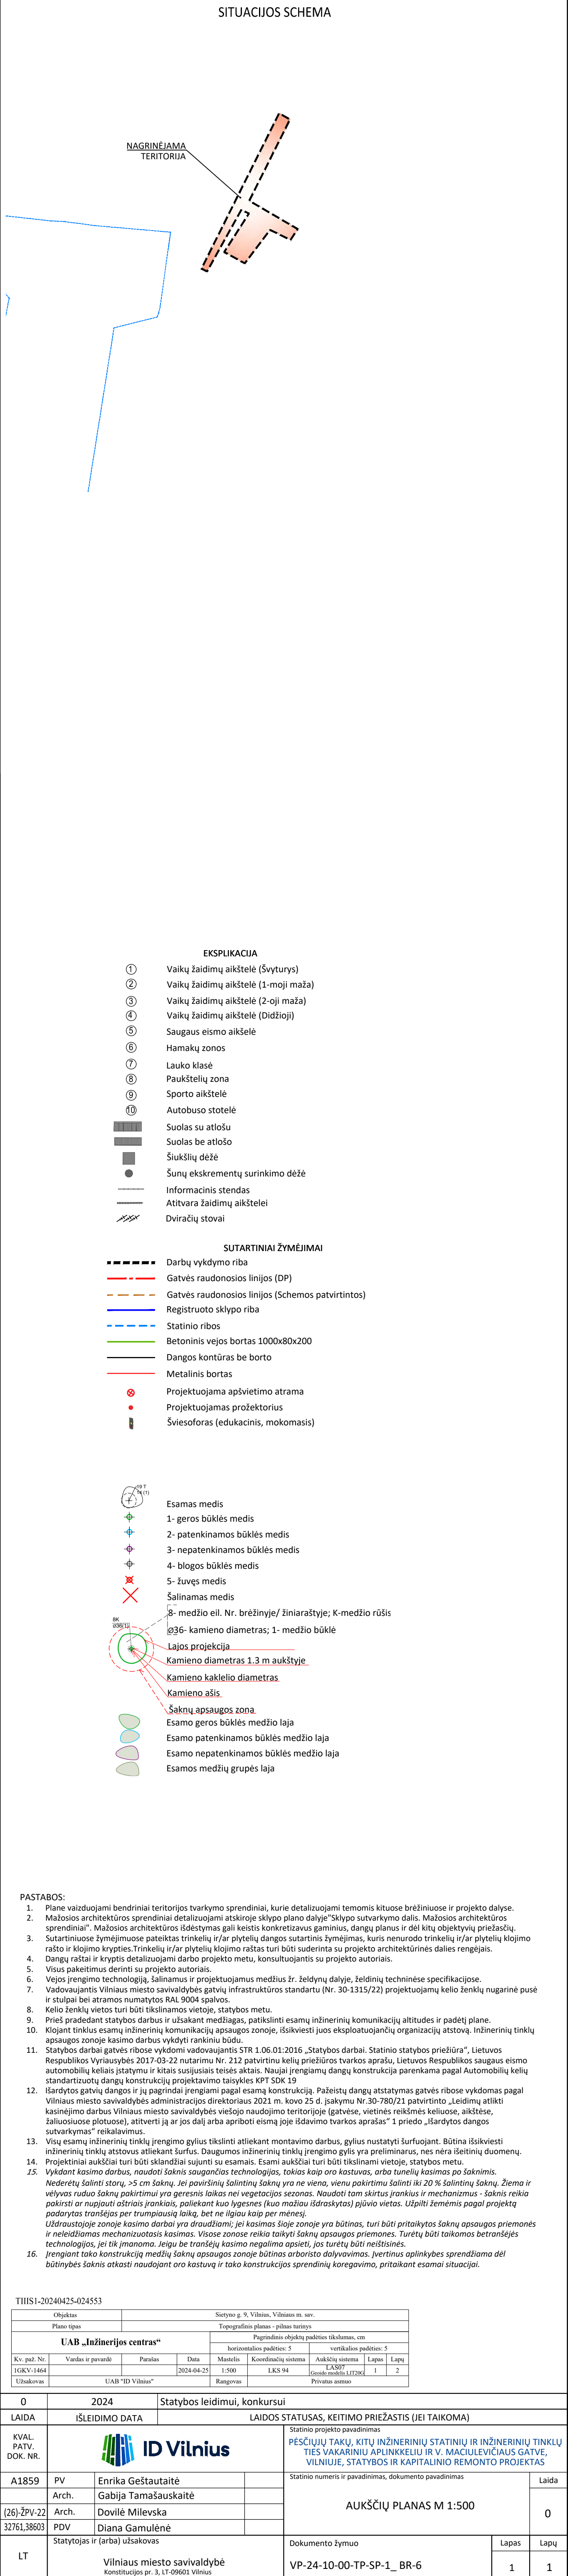 SITUACIJOS SCHEMA
NAGRINĖJAMA
TERITORIJA
EKSPLIKACIJA
1 Vaikų žaidimų aikštelė (Švyturys)
2 Vaikų žaidimų aikštelė (1-moji maža)
3 Vaikų žaidimų aikštelė (2-oji maža)
4 Vaikų žaidimų aikštelė (Didžioji)
5 Saugaus eismo aikšelė
6 Hamakų zonos
7 Lauko klasė
8 Paukštelių zona
9 Sporto aikštelė
10 Autobuso stotelė
Suolas su atlošu
Suolas be atlošo
Šiukšlių dėžė
Šunų ekskrementų surinkimo dėžė
Informacinis stendas
Atitvara žaidimų aikštelei
Dviračių stovai
SUTARTINIAI ŽYMĖJIMAI
Darbų vykdymo riba
Gatvės raudonosios linijos (DP)
Gatvės raudonosios linijos (Schemos patvirtintos)
Registruoto sklypo riba
Statinio ribos
Betoninis vejos bortas 1000x80x200
Dangos kontūras be borto
Metalinis bortas
Projektuojama apšvietimo atrama
Projektuojamas prožektorius
Šviesoforas (edukacinis, mokomasis)
Esamas medis
1- geros būklės medis
2- patenkinamos būklės medis
3- nepatenkinamos būklės medis
4- blogos būklės medis
5- žuvęs medis
Šalinamas medis
8- medžio eil. Nr. brėžinyje/ žiniaraštyje; K-medžio rūšis
8K
⌀36(1)
⌀36- kamieno diametras; 1- medžio būklė
Lajos projekcija
Kamieno diametras 1.3 m aukštyje
Kamieno kaklelio diametras
Kamieno ašis
Šaknų apsaugos zona
Esamo geros būklės medžio laja
Esamo patenkinamos būklės medžio laja
Esamo nepatenkinamos būklės medžio laja
Esamos medžių grupės laja
PASTABOS:
1. Plane vaizduojami bendriniai teritorijos tvarkymo sprendiniai, kurie detalizuojami temomis kituose brėžiniuose ir projekto dalyse.
2. Mažosios architektūros sprendiniai detalizuojami atskiroje sklypo plano dalyje"Sklypo sutvarkymo dalis. Mažosios architektūros
sprendiniai". Mažosios architektūros išdėstymas gali keistis konkretizavus gaminius, dangų planus ir dėl kitų objektyvių priežasčių.
3. Sutartiniuose žymėjimuose pateiktas trinkelių ir/ar plytelių dangos sutartinis žymėjimas, kuris nenurodo trinkelių ir/ar plytelių klojimo
rašto ir klojimo krypties.Trinkelių ir/ar plytelių klojimo raštas turi būti suderinta su projekto architektūrinės dalies rengėjais.
4. Dangų raštai ir kryptis detalizuojami darbo projekto metu, konsultuojantis su projekto autoriais.
5. Visus pakeitimus derinti su projekto autoriais.
6. Vejos įrengimo technologiją, šalinamus ir projektuojamus medžius žr. želdynų dalyje, želdinių techninėse specifikacijose.
7. Vadovaujantis Vilniaus miesto savivaldybės gatvių infrastruktūros standartu (Nr. 30-1315/22) projektuojamų kelio ženklų nugarinė pusė
ir stulpai bei atramos numatytos RAL 9004 spalvos.
8. Kelio ženklų vietos turi būti tikslinamos vietoje, statybos metu.
9. Prieš pradedant statybos darbus ir užsakant medžiagas, patikslinti esamų inžinerinių komunikacijų altitudes ir padėtį plane.
10. Klojant tinklus esamų inžinerinių komunikacijų apsaugos zonoje, išsikviesti juos eksploatuojančių organizacijų atstovą. Inžinerinių tinklų
apsaugos zonoje kasimo darbus vykdyti rankiniu būdu.
11. Statybos darbai gatvės ribose vykdomi vadovaujantis STR 1.06.01:2016 „Statybos darbai. Statinio statybos priežiūra“, Lietuvos
Respublikos Vyriausybės 2017-03-22 nutarimu Nr. 212 patvirtinu kelių priežiūros tvarkos aprašu, Lietuvos Respublikos saugaus eismo
automobilių keliais įstatymu ir kitais susijusiais teisės aktais. Naujai įrengiamų dangų konstrukcija parenkama pagal Automobilių kelių
standartizuotų dangų konstrukcijų projektavimo taisykles KPT SDK 19
12. Išardytos gatvių dangos ir jų pagrindai įrengiami pagal esamą konstrukciją. Pažeistų dangų atstatymas gatvės ribose vykdomas pagal
Vilniaus miesto savivaldybės administracijos direktoriaus 2021 m. kovo 25 d. įsakymu Nr.30-780/21 patvirtinto „Leidimų atlikti
kasinėjimo darbus Vilniaus miesto savivaldybės viešojo naudojimo teritorijoje (gatvėse, vietinės reikšmės keliuose, aikštėse,
žaliuosiuose plotuose), atitverti ją ar jos dalį arba apriboti eismą joje išdavimo tvarkos aprašas“ 1 priedo „Išardytos dangos
sutvarkymas“ reikalavimus.
13. Visų esamų inžinerinių tinklų įrengimo gylius tikslinti atliekant montavimo darbus, gylius nustatyti šurfuojant. Būtina išsikviesti
inžinerinių tinklų atstovus atliekant šurfus. Daugumos inžinerinių tinklų įrengimo gylis yra preliminarus, nes nėra išeitinių duomenų.
14. Projektiniai aukščiai turi būti sklandžiai sujunti su esamais. Esami aukščiai turi būti tikslinami vietoje, statybos metu.
15. Vykdant kasimo darbus, naudoti šaknis saugančias technologijas, tokias kaip oro kastuvas, arba tunelių kasimas po šaknimis.
Nederėtų šalinti storų, >5 cm šaknų. Jei paviršinių šalintinų šaknų yra ne viena, vienu pakirtimu šalinti iki 20 % šalintinų šaknų. Žiema ir
vėlyvas ruduo šaknų pakirtimui yra geresnis laikas nei vegetacijos sezonas. Naudoti tam skirtus įrankius ir mechanizmus - šaknis reikia
pakirsti ar nupjauti aštriais įrankiais, paliekant kuo lygesnes (kuo mažiau išdraskytas) pjūvio vietas. Užpilti žemėmis pagal projektą
padarytas tranšėjas per trumpiausią laiką, bet ne ilgiau kaip per mėnesį.
Uždraustojoje zonoje kasimo darbai yra draudžiami; jei kasimas šioje zonoje yra būtinas, turi būti pritaikytos šaknų apsaugos priemonės
ir neleidžiamas mechanizuotasis kasimas. Visose zonose reikia taikyti šaknų apsaugos priemones. Turėtų būti taikomos betranšėjės
technologijos, jei tik įmanoma. Jeigu be tranšėjų kasimo negalima apsieti, jos turėtų būti neištisinės.
16. Įrengiant tako konstrukciją medžių šaknų apsaugos zonoje būtinas arboristo dalyvavimas. Įvertinus aplinkybes sprendžiama dėl
būtinybės šaknis atkasti naudojant oro kastuvą ir tako konstrukcijos sprendinių koregavimo, pritaikant esamai situacijai.
TIIIS1-20240425-024553
Objektas Sietyno g. 9, Vilnius, Vilniaus m. sav.
Plano tipas Topografinis planas - pilnas turinys
UAB „Inžinerijos centras“ Pagrindinis objektų padėties tikslumas, cm
horizontalios padėties: 5 vertikalios padėties: 5
Kv. paž. Nr. Vardas ir pavardė Parašas Data Mastelis Koordinačių sistema Aukščių sistema Lapas Lapų
1GKV-1464 2024-04-25 1:500 LKS 94 LAS07 1 2
Geoido modelis LIT20G
Užsakovas UAB "ID Vilnius" Rangovas Privatus asmuo
0 2024 Statybos leidimui, konkursui
LAIDA IŠLEIDIMO DATA LAIDOS STATUSAS, KEITIMO PRIEŽASTIS (JEI TAIKOMA)
KVAL.
PATV.
DOK. NR.
ID Vilnius
Statinio projekto pavadinimas
PĖSČIŲJŲ TAKŲ, KITŲ INŽINERINIŲ STATINIŲ IR INŽINERINIŲ TINKLŲ
TIES VAKARINIU APLINKKELIU IR V. MACIULEVIČIAUS GATVE,
VILNIUJE, STATYBOS IR KAPITALINIO REMONTO PROJEKTAS
A1859 PV Enrika Geštautaitė
Arch. Gabija Tamašauskaitė
(26)-ŽPV-22 Arch. Dovilė Milevska
32761,38603 PDV Diana Gamulėnė
Statinio numeris ir pavadinimas, dokumento pavadinimas
AUKŠČIŲ PLANAS M 1:500
Laida
0
LT
Statytojas ir (arba) užsakovas
Vilniaus miesto savivaldybė
Konstitucijos pr. 3, LT-09601 Vilnius
Dokumento žymuo
VP-24-10-00-TP-SP-1_ BR-6
Lapas Lapų
1 1